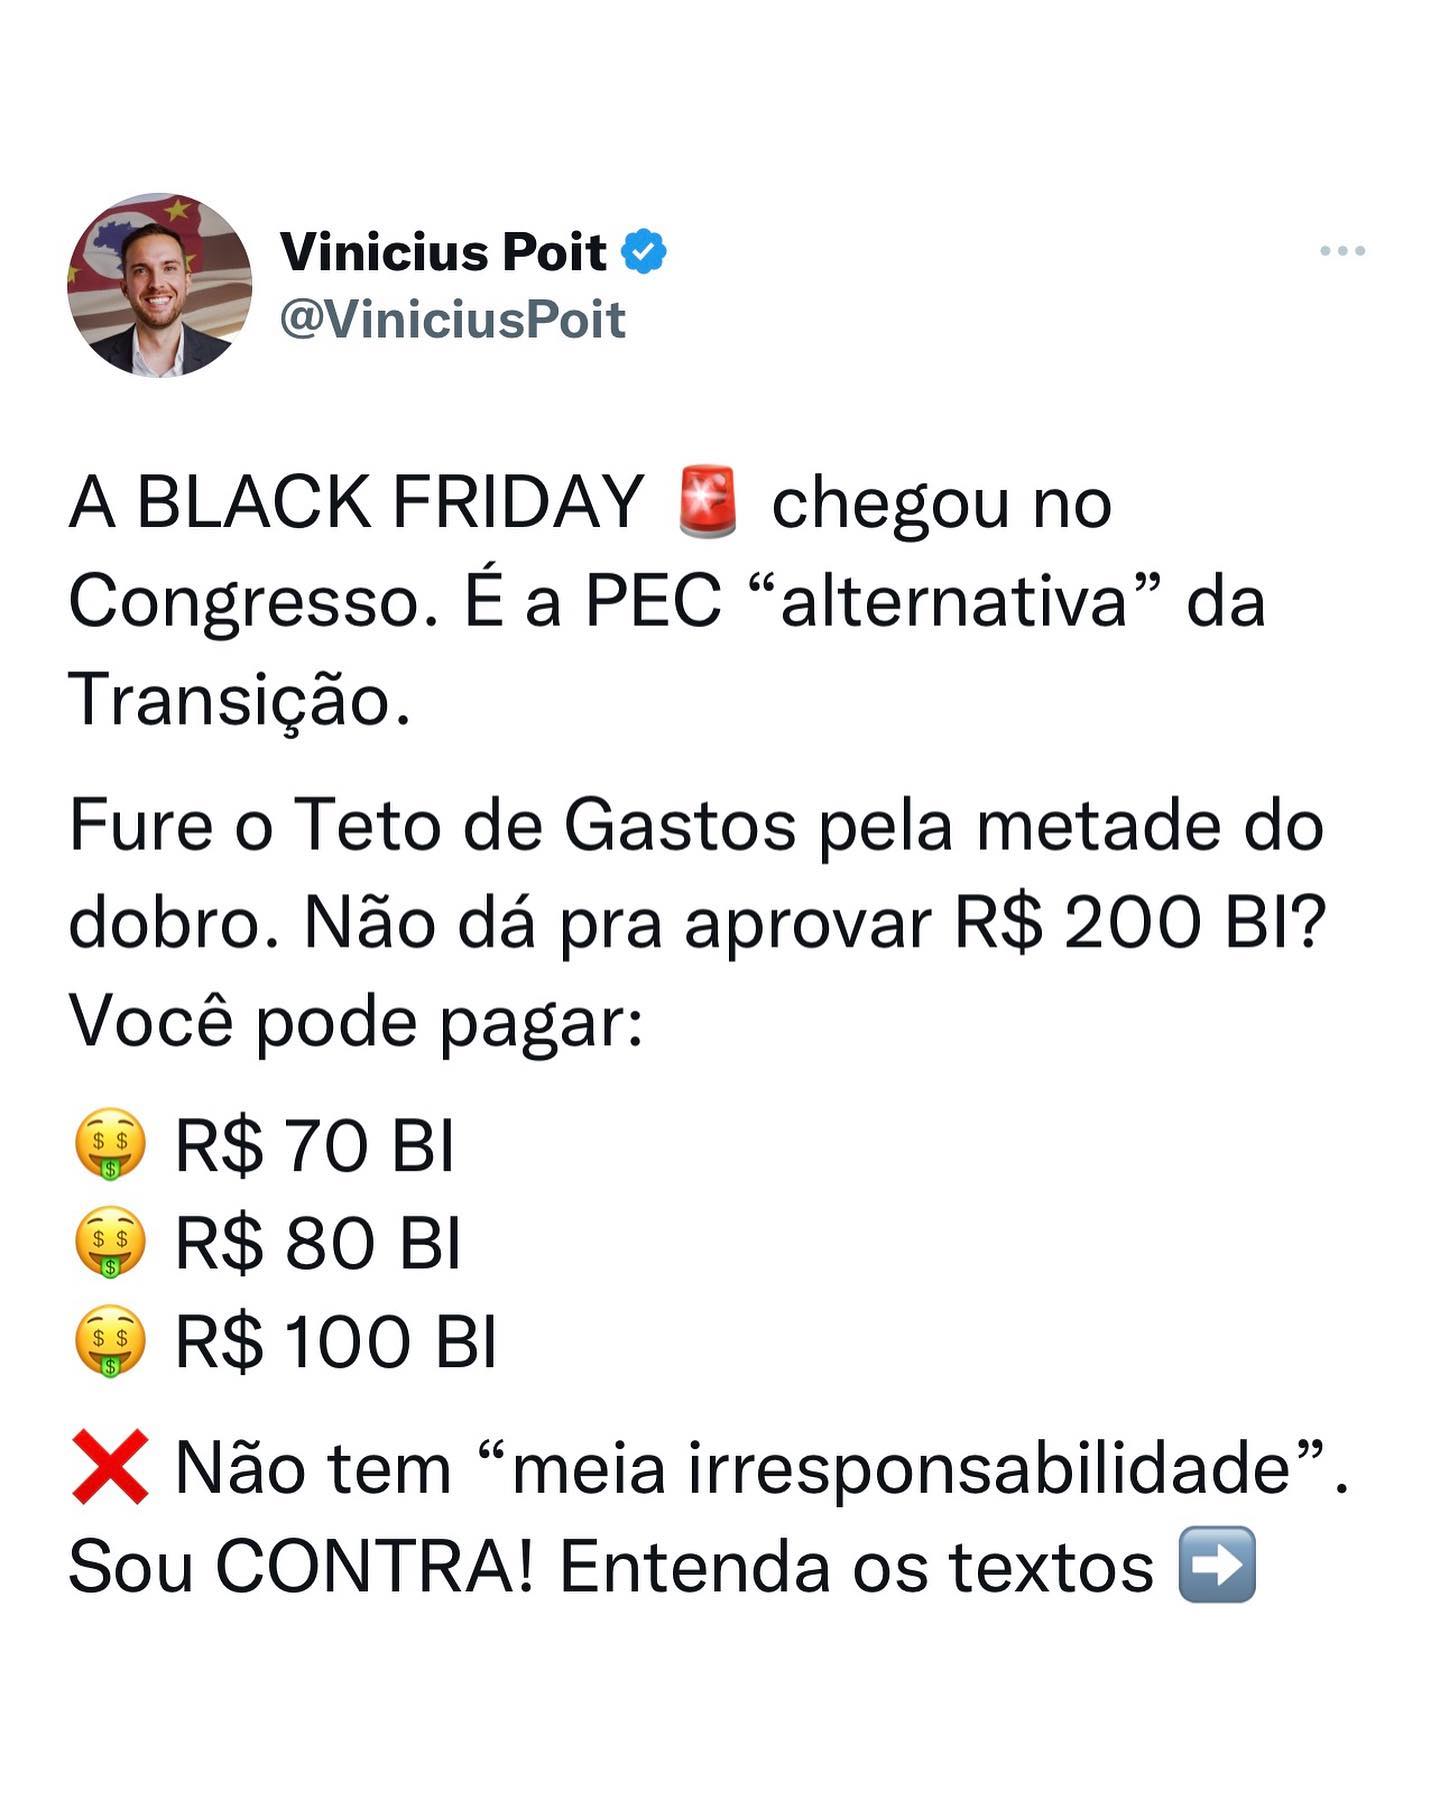 Vinicius Poit
@ViniciusPoit
A BLACK FRIDAY 🚨 chegou no
Congresso. É a PEC “alternativa” da
Transição.
Fure o Teto de Gastos pela metade do
dobro. Não dá pra aprovar R$ 200 BI?
Você pode pagar:
🤑 R$ 70 BI
🤑 R$ 80 BI
🤑 R$ 100 BI
❌ Não tem “meia irresponsabilidade”.
Sou CONTRA! Entenda os textos ➡️